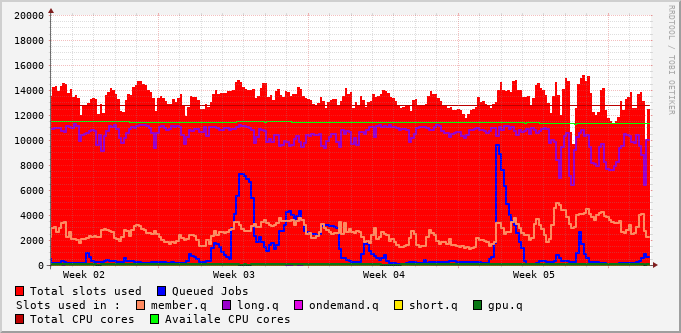 20000
18000
16000
14000
12000
10000
8000
6000
4000
2000
0
Week 02 Week 03 Week 04 Week 05
RRDTOOL / TOBI OETIKER
Total slots used Queued Jobs
Slots used in : member.q long.q ondemand.q short.q gpu.q
Total CPU cores Availale CPU cores